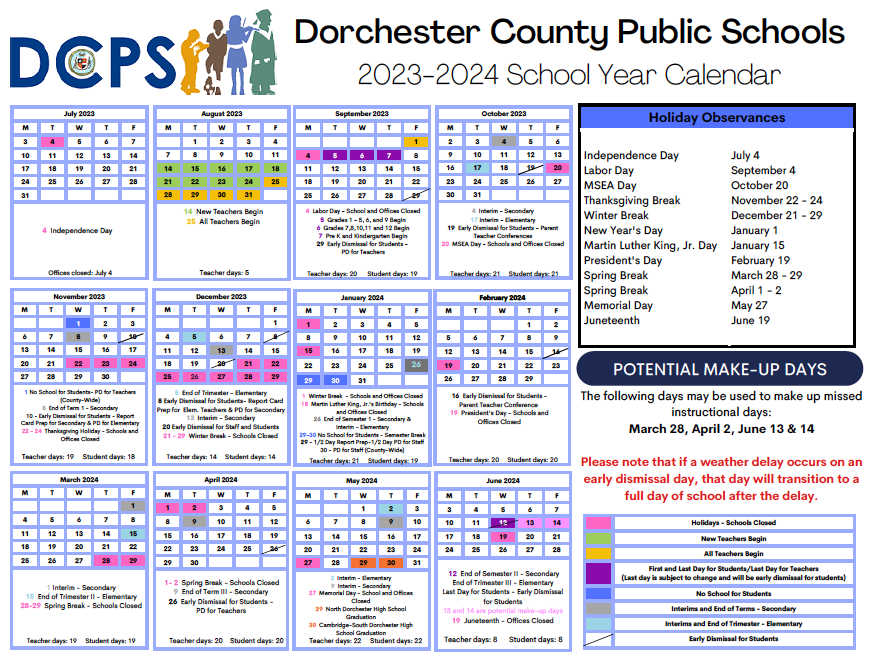 DCPS
Dorchester County Public Schools
2023-2024 School Year Calendar
July 2023
M T W T F
3 4 5 6 7
10 11 12 13 14
17 18 19 20 21
24 25 26 27 28
31
4 Independence Day
Offices closed: July 4
August 2023
M T W T F
1 2 3 4
7 8 9 10 11
14 15 16 17 18
21 22 23 24 25
28 29 30 31
14 New Teachers Begin
25 All Teachers Begin
Teacher days: 5
September 2023
M T W T F
1
4 5 6 7 8
11 12 13 14 15
18 19 20 21 22
25 26 27 28 29
4 Labor Day - School and Offices Closed
5 Grades 1 - 5, 6, and 9 Begin
6 Grades 7,8,10,11 and 12 Begin
7 Pre K and Kindergarten Begin
29 Early Dismissal for Students -
PD for Teachers
Teacher days: 20 Student days: 19
October 2023
M T W T F
2 3 4 5 6
9 10 11 12 13
16 17 18 19 20
23 24 25 26 27
30 31
4 Interim - Secondary
17 Interim - Elementary
19 Early Dismissal for Students - Parent
Teacher Conferences
20 MSEA Day - Schools and Offices Closed
Teacher days: 21 Student days: 21
Holiday Observances
Independence Day July 4
Labor Day September 4
MSEA Day October 20
Thanksgiving Break November 22 - 24
Winter Break December 21 - 29
New Year's Day January 1
Martin Luther King, Jr. Day January 15
President's Day February 19
Spring Break March 28 - 29
Spring Break April 1 - 2
Memorial Day May 27
Juneteenth June 19
November 2023
M T W T F
1 2 3
6 7 8 9 10
13 14 15 16 17
20 21 22 23 24
27 28 29 30
1 No School for Students- PD for Teachers
(County-Wide)
8 End of Term 1 - Secondary
10 - Early Dismissal for Students - Report
Card Prep for Secondary & PD for Elementary
22 - 24 Thanksgiving Holiday - Schools and
Offices Closed
Teacher days: 19 Student days: 18
December 2023
M T W T F
1
4 5 6 7 8
11 12 13 14 15
18 19 20 21 22
25 26 27 28 29
5 End of Trimester - Elementary
8 Early Dismissal for Students- Report Card
Prep for Elem. Teachers & PD for Secondary
13 Interim - Secondary
20 Early Dismissal for Staff and Students
21 - 29 Winter Break - Schools Closed
Teacher days: 14 Student days: 14
January 2024
M T W T F
1 2 3 4 5
8 9 10 11 12
15 16 17 18 19
22 23 24 25 26
29 30 31
1 Winter Break - Schools and Offices Closed
15 Martin Luther King, Jr.'s Birthday - Schools
and Offices Closed
26 End of Semester 1 - Secondary &
Interim - Elementary
29-30 No School for Students - Semester Break
29 - 1/2 Day Report Prep-1/2 Day PD for Staff
30 - PD for Staff (County-Wide)
Teacher days: 21 Student days: 19
February 2024
M T W T F
1 2
5 6 7 8 9
12 13 14 15 16
19 20 21 22 23
26 27 28 29
16 Early Dismissal for Students -
Parent Teacher Conference
19 President's Day - Schools and
Offices Closed
Teacher days: 20 Student days: 20
POTENTIAL MAKE-UP DAYS
The following days may be used to make up missed
instructional days:
March 28, April 2, June 13 & 14
Please note that if a weather delay occurs on an
early dismissal day, that day will transition to a
full day of school after the delay.
March 2024
M T W T F
1
4 5 6 7 8
11 12 13 14 15
18 19 20 21 22
25 26 27 28 29
1 Interim - Secondary
15 End of Trimester - Elementary
28-29 Spring Break - Schools Closed
Teacher days: 19 Student days: 19
April 2024
M T W T F
1 2 3 4 5
8 9 10 11 12
15 16 17 18 19
22 23 24 25 26
29 30
1- 2 Spring Break - Schools Closed
9 End of Term III - Secondary
26 Early Dismissal for Students -
PD for Teachers
Teacher days: 20 Student days: 20
May 2024
M T W T F
1 2 3
6 7 8 9 10
13 14 15 16 17
20 21 22 23 24
27 28 29 30 31
2 Interim - Elementary
9 Interim - Secondary
27 Memorial Day - School and Offices
Closed
29 North Dorchester High School
Graduation
30 Cambridge-South Dorchester High
School Graduation
Teacher days: 22 Student days: 22
June 2024
M T W T F
3 4 5 6 7
10 11 12 13 14
17 18 19 20 21
24 25 26 27 28
12 End of Semester II - Secondary
End of Trimester III - Elementary
Last Day for Students - Early Dismissal
for Students
13 and 14 are potential make-up days
19 Juneteenth - Offices Closed
Teacher days: 8 Student days: 8
Holidays - Schools Closed
New Teachers Begin
All Teachers Begin
First and Last Day for Students/Last Day for Teachers
(Last day is subject to change and will be early dismissal for students)
No School for Students
Interims and End of Terms - Secondary
Interims and End of Trimester - Elementary
Early Dismissal for Students